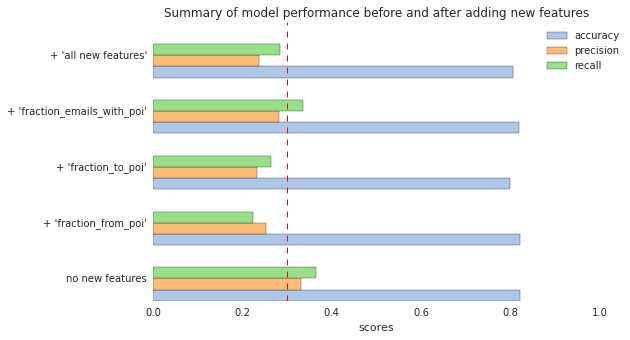 Summary of model performance before and after adding new features
accuracy
precision
recall
+ 'all new features'
+ 'fraction_emails_with_poi'
+ 'fraction_to_poi'
+ 'fraction_from_poi'
no new features
0.0 0.2 0.4 0.6 0.8 1.0
scores